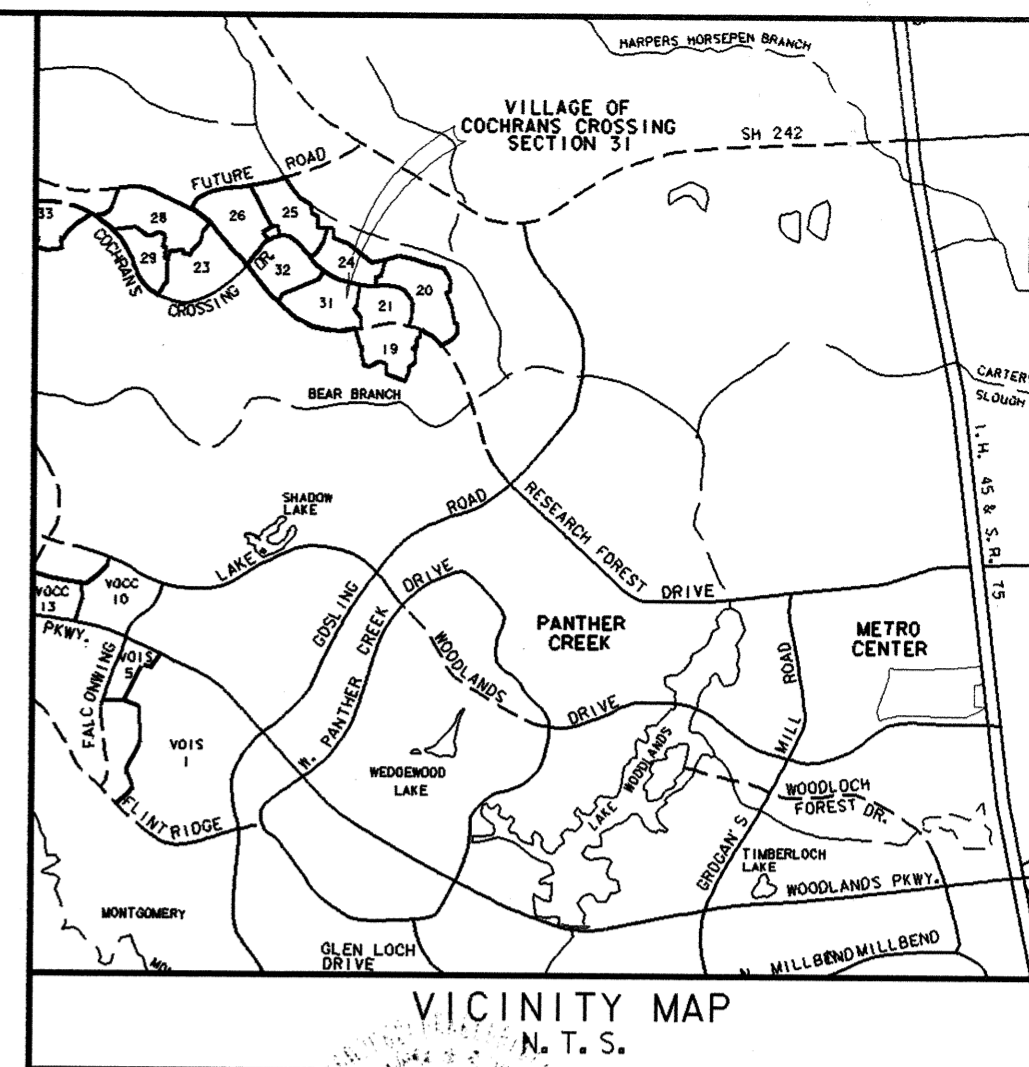 HARPERS HORSEPEN BRANCH
VILLAGE OF
COCHRANS CROSSING
SECTION 31
SH 242
FUTURE ROAD
33
28
26
25
29
23
32
24
20
31
21
19
COCHRANS
CROSSING
DR.
BEAR BRANCH
CARTER
SLOUGH
I.H. 45 & S.R. 75
SHADOW
LAKE
ROAD
RESEARCH FOREST DRIVE
LAKE
GOSLING
W. PANTHER CREEK DRIVE
WOODLANDS
DRIVE
PANTHER
CREEK
METRO
CENTER
VOCC
10
VOCC
13
PKWY.
VOIS
5
FALCONWING
VOIS
1
FLINTRIDGE
WEDGEWOOD
LAKE
LAKE WOODLANDS
GROGAN'S MILL ROAD
WOODLOCH
FOREST DR.
TIMBERLOCH
LAKE
WOODLANDS PKWY.
MONTGOMERY
GLEN LOCH
DRIVE
N. MILLBEND
MILLBEND
VICINITY MAP
N. T. S.